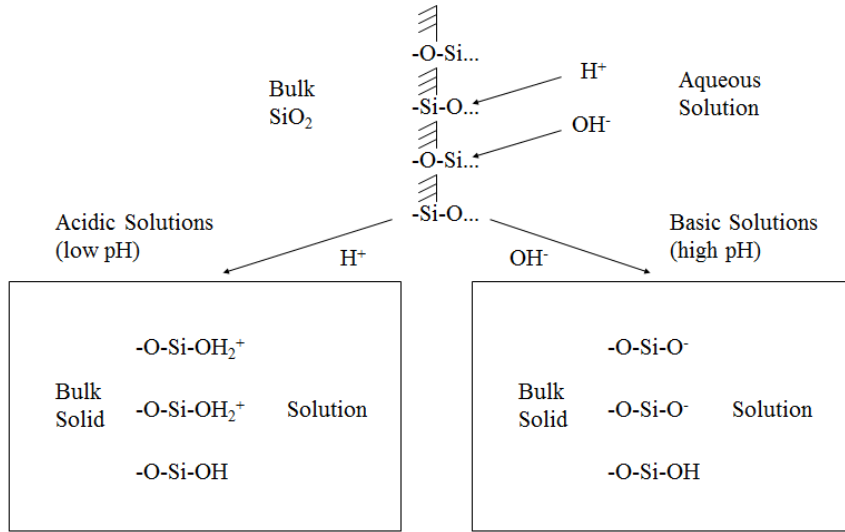 -O-Si...
H⁺
Bulk
SiO₂
Aqueous
Solution
-Si-O...
OH⁻
-O-Si...
-Si-O...
Acidic Solutions
(low pH)
H⁺
OH⁻
Basic Solutions
(high pH)
-O-Si-OH₂⁺
Bulk
Solid
-O-Si-OH₂⁺
Solution
-O-Si-OH
-O-Si-O⁻
Bulk
Solid
-O-Si-O⁻
Solution
-O-Si-OH